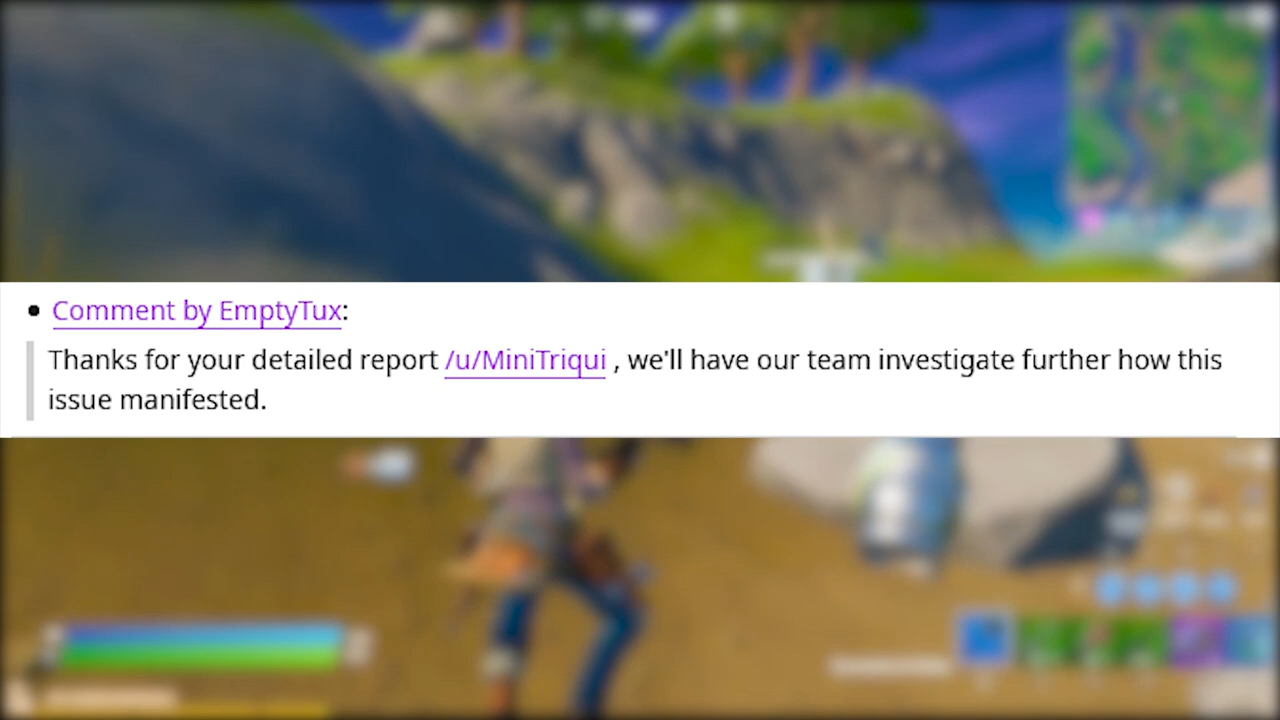 Comment by EmptyTux:
Thanks for your detailed report /u/MiniTriqui , we'll have our team investigate further how this
issue manifested.